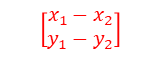 x₁ − x₂
y₁ − y₂